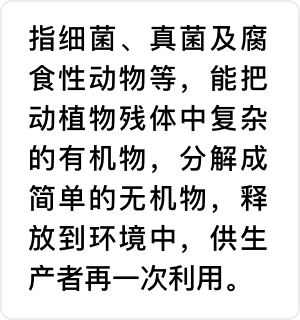 指细菌、真菌及腐
食性动物等，能把
动植物残体中复杂
的有机物，分解成
简单的无机物，释
放到环境中，供生
产者再一次利用。